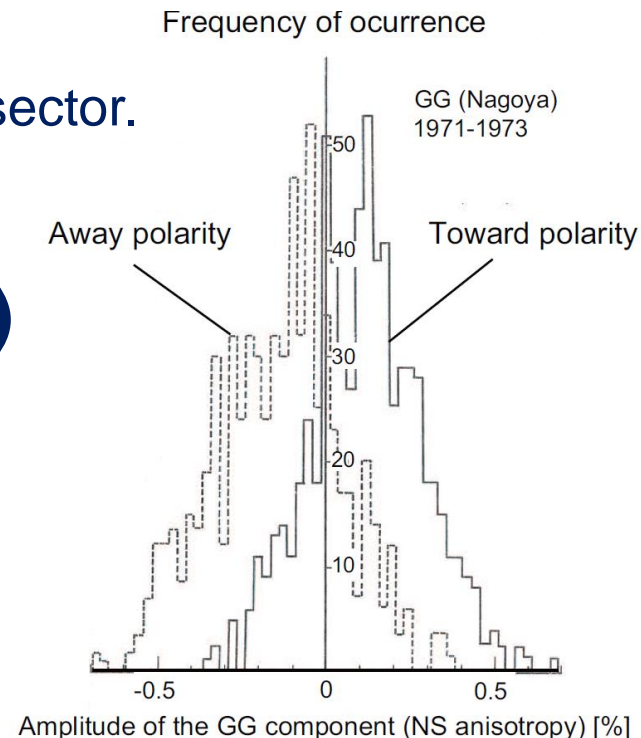 Frequency of ocurrence
sector.
GG (Nagoya)
1971-1973
50
Away polarity
Toward polarity
40
30
20
10
-0.5 0 0.5
Amplitude of the GG component (NS anisotropy) [%]